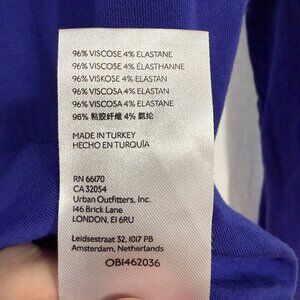 96% VISCOSE 4% ELASTANE
96% VISCOSE 4% ÉLASTHANNE
96% VISKOSE 4% ELASTAN
96% VISCOSA 4% ELASTAN
96% VISCOSA 4% ELASTANE
96% 粘胶纤维 4% 氨纶
MADE IN TURKEY
HECHO EN TURQUÍA
RN 66170
CA 32054
Urban Outfitters, Inc.
146 Brick Lane
LONDON, E1 6RU
Leidsestraat 32, 1017 PB
Amsterdam, Netherlands
OB1462036